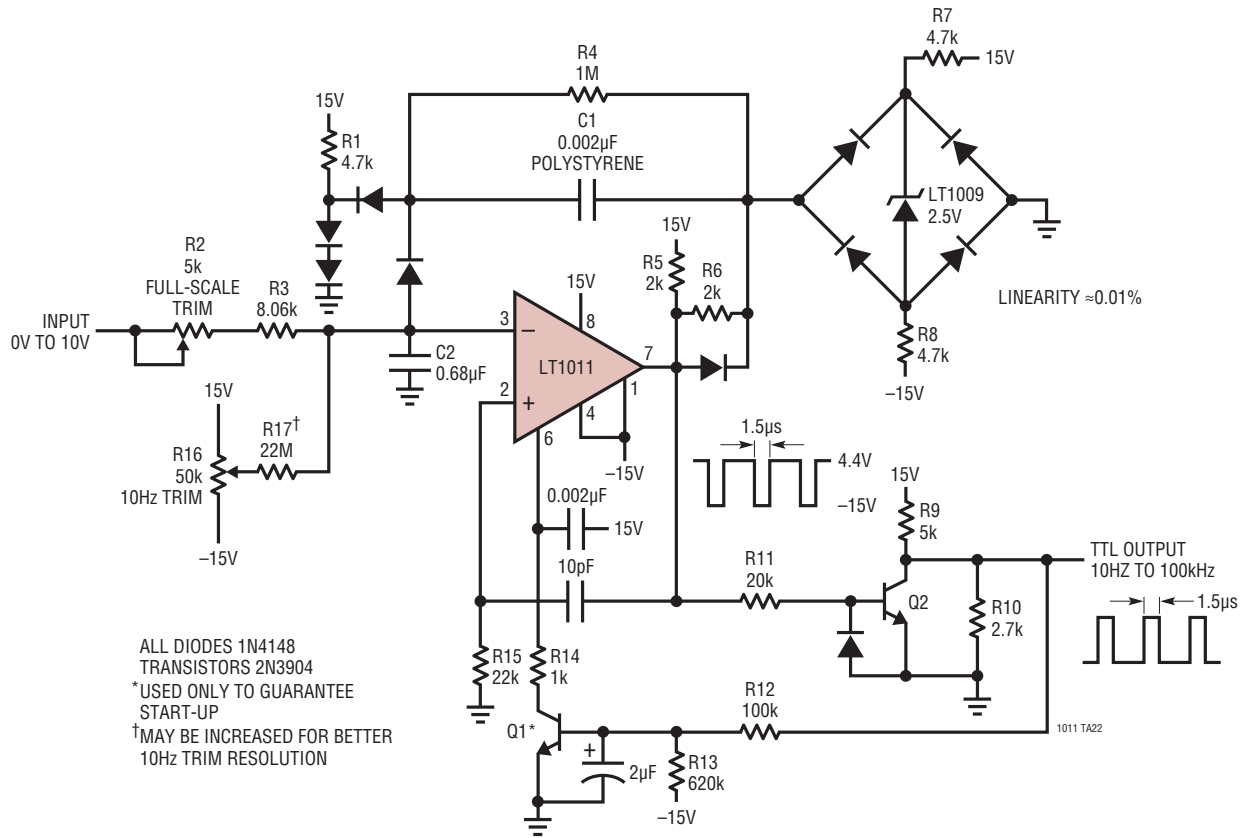 R7
4.7k
15V
R4
1M
C1
0.002µF
POLYSTYRENE
15V
R1
4.7k
LT1009
2.5V
R2
5k
FULL-SCALE
TRIM
R3
8.06k
INPUT
0V TO 10V
15V
R5
2k
R6
2k
LINEARITY ≈0.01%
15V
3
–
8
7
LT1011
C2
0.68µF
R8
4.7k
–15V
2
+
1
4
6
–15V
15V
R16
50k
10Hz TRIM
R17†
22M
–15V
1.5µs
4.4V
–15V
0.002µF
15V
10pF
15V
R9
5k
TTL OUTPUT
10HZ TO 100kHz
R11
20k
Q2
R10
2.7k
1.5µs
R15
22k
R14
1k
ALL DIODES 1N4148
TRANSISTORS 2N3904
*USED ONLY TO GUARANTEE
START-UP
†MAY BE INCREASED FOR BETTER
10Hz TRIM RESOLUTION
Q1*
R12
100k
1011 TA22
+
2µF
R13
620k
–15V